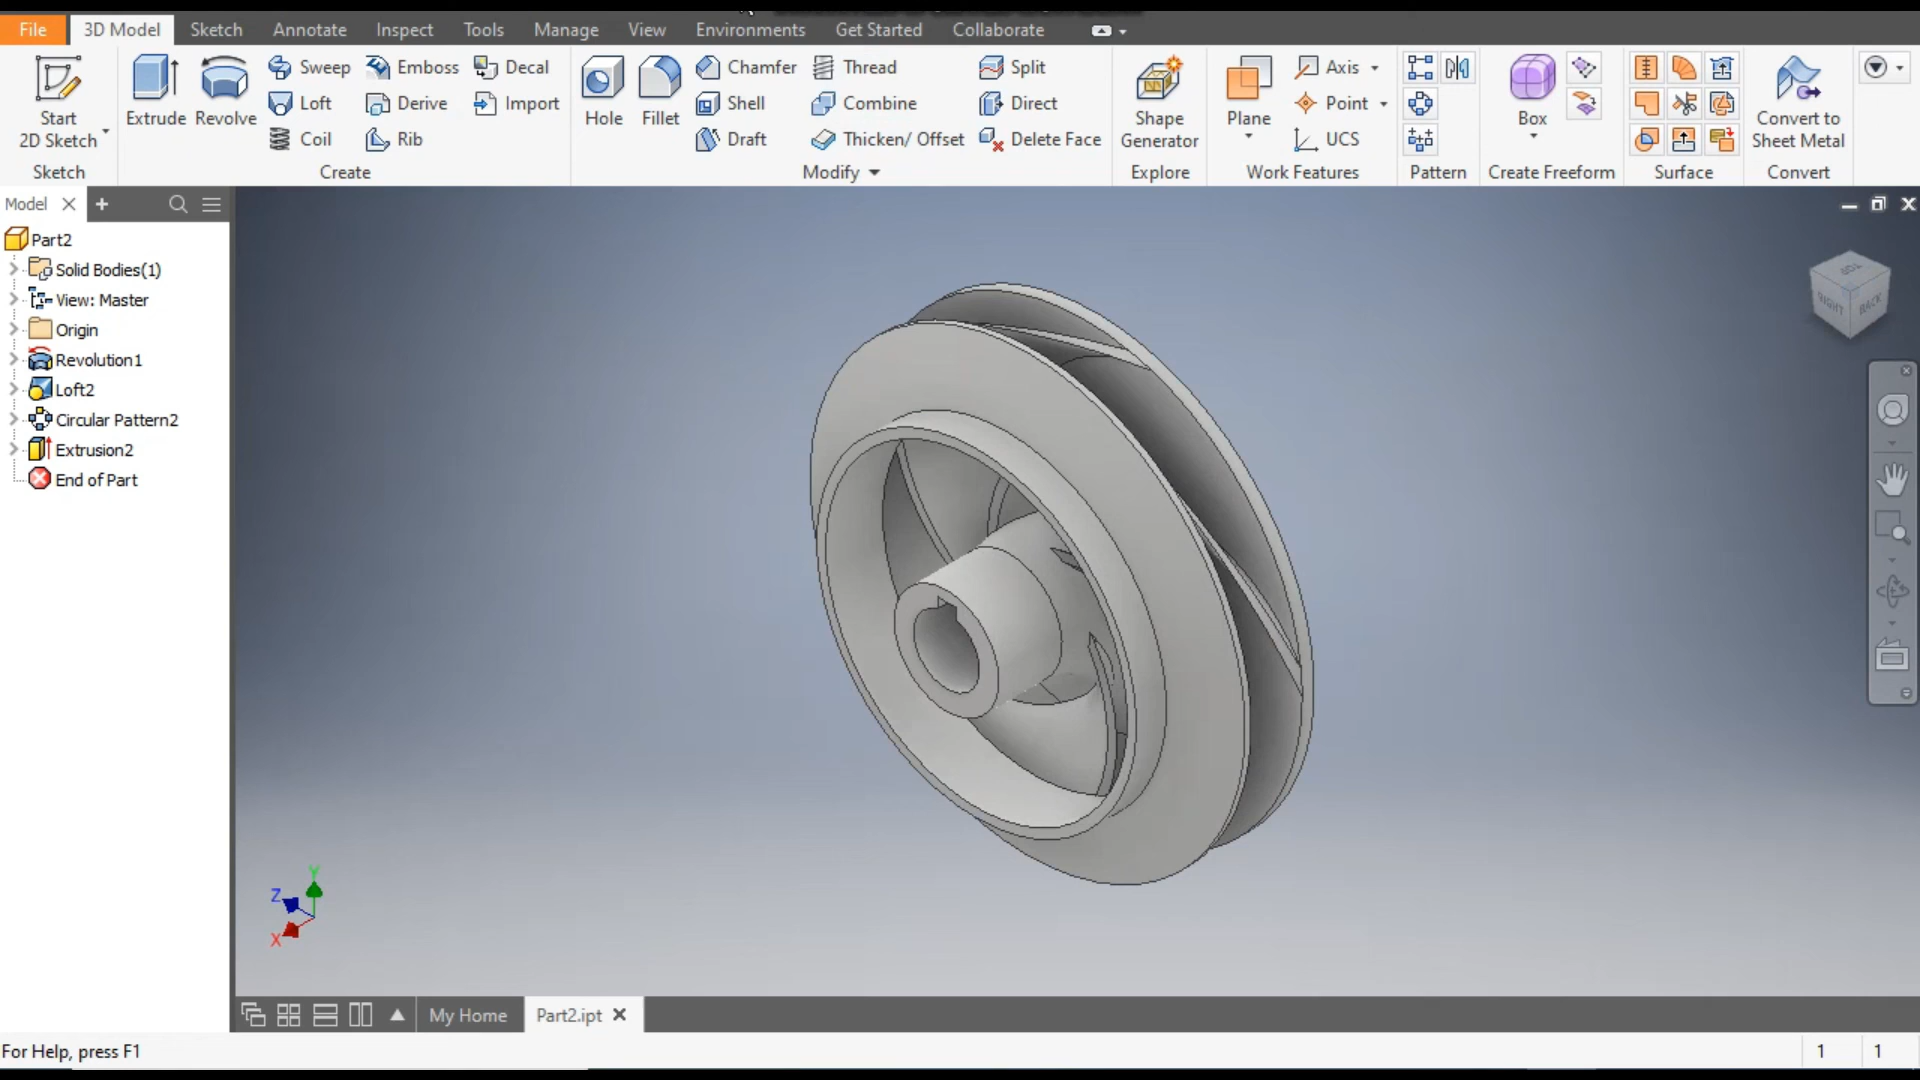 File 3D Model Sketch Annotate Inspect Tools Manage View Environments Get Started Collaborate
Start 2D Sketch
Extrude
Revolve
Sweep
Loft
Coil
Emboss
Derive
Rib
Decal
Import
Hole
Fillet
Chamfer
Shell
Draft
Thread
Combine
Thicken/ Offset
Split
Direct
Delete Face
Shape Generator
Plane
Axis
Point
UCS
Box
Convert to Sheet Metal
Sketch Create Modify Explore Work Features Pattern Create Freeform Surface Convert
Model
Part2
Solid Bodies(1)
View: Master
Origin
Revolution1
Loft2
Circular Pattern2
Extrusion2
End of Part
TOP
RIGHT
BACK
Y
Z
X
My Home Part2.ipt
For Help, press F1
1 1